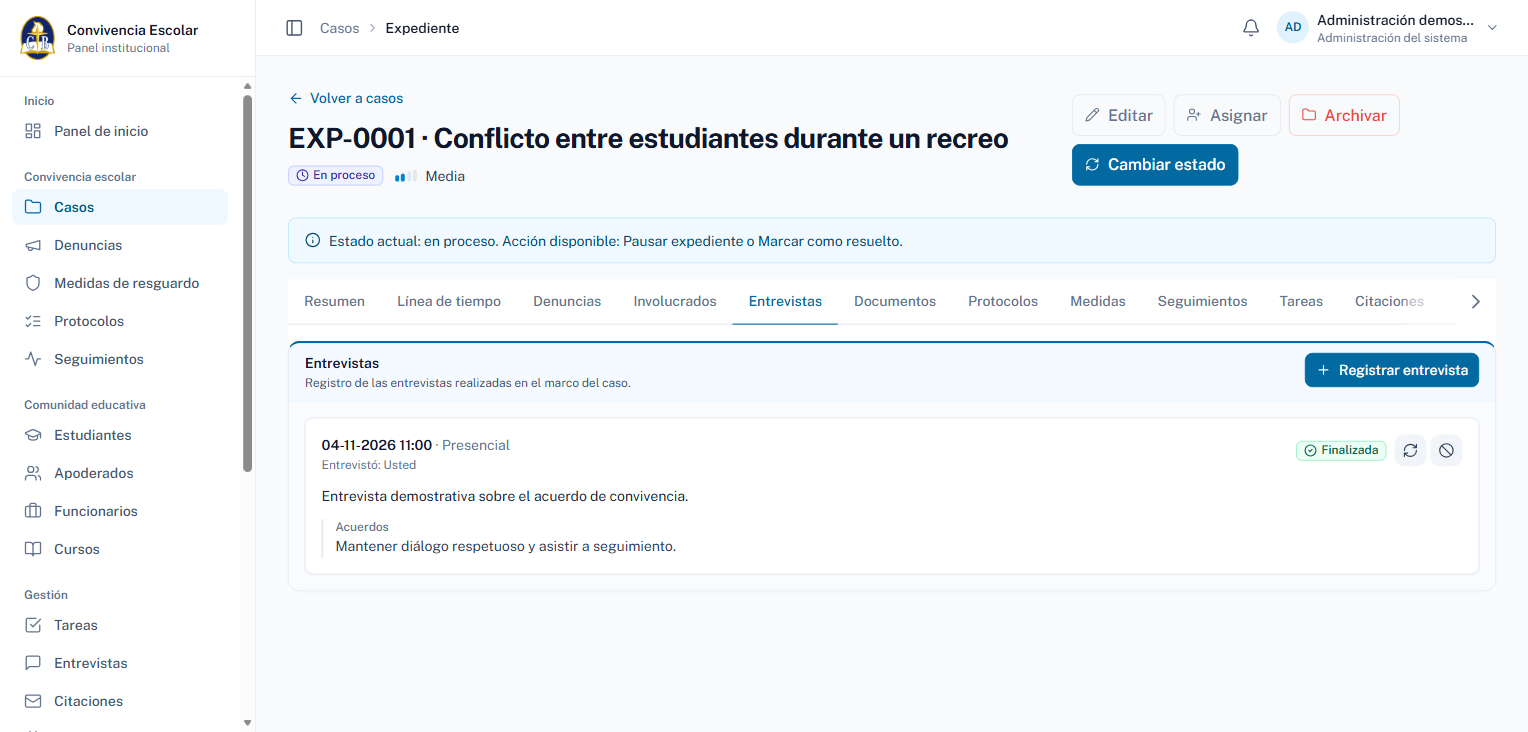 Convivencia Escolar
Panel institucional
Inicio
Panel de inicio
Convivencia escolar
Casos
Denuncias
Medidas de resguardo
Protocolos
Seguimientos
Comunidad educativa
Estudiantes
Apoderados
Funcionarios
Cursos
Gestión
Tareas
Entrevistas
Citaciones
Casos > Expediente
AD
Administración demos...
Administración del sistema
← Volver a casos
EXP-0001 · Conflicto entre estudiantes durante un recreo
En proceso
Media
Editar
Asignar
Archivar
Cambiar estado
Estado actual: en proceso. Acción disponible: Pausar expediente o Marcar como resuelto.
Resumen Línea de tiempo Denuncias Involucrados Entrevistas Documentos Protocolos Medidas Seguimientos Tareas Citaciones
Entrevistas
Registro de las entrevistas realizadas en el marco del caso.
+ Registrar entrevista
04-11-2026 11:00 · Presencial
Entrevistó: Usted
Finalizada
Entrevista demostrativa sobre el acuerdo de convivencia.
Acuerdos
Mantener diálogo respetuoso y asistir a seguimiento.